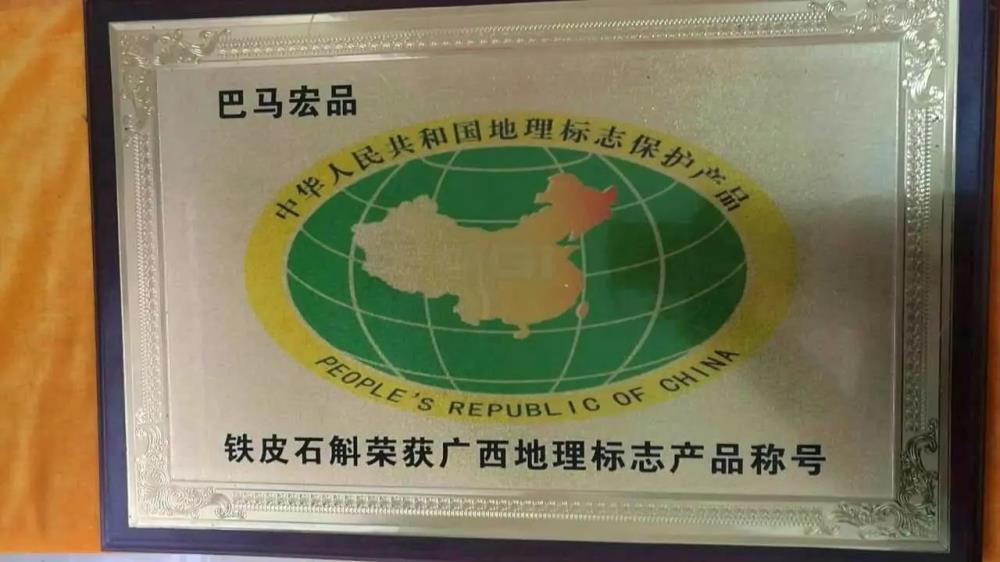 巴马宏品
中华人民共和国地理标志保护产品
PEOPLE'S REPUBLIC OF CHINA
铁皮石斛荣获广西地理标志产品称号